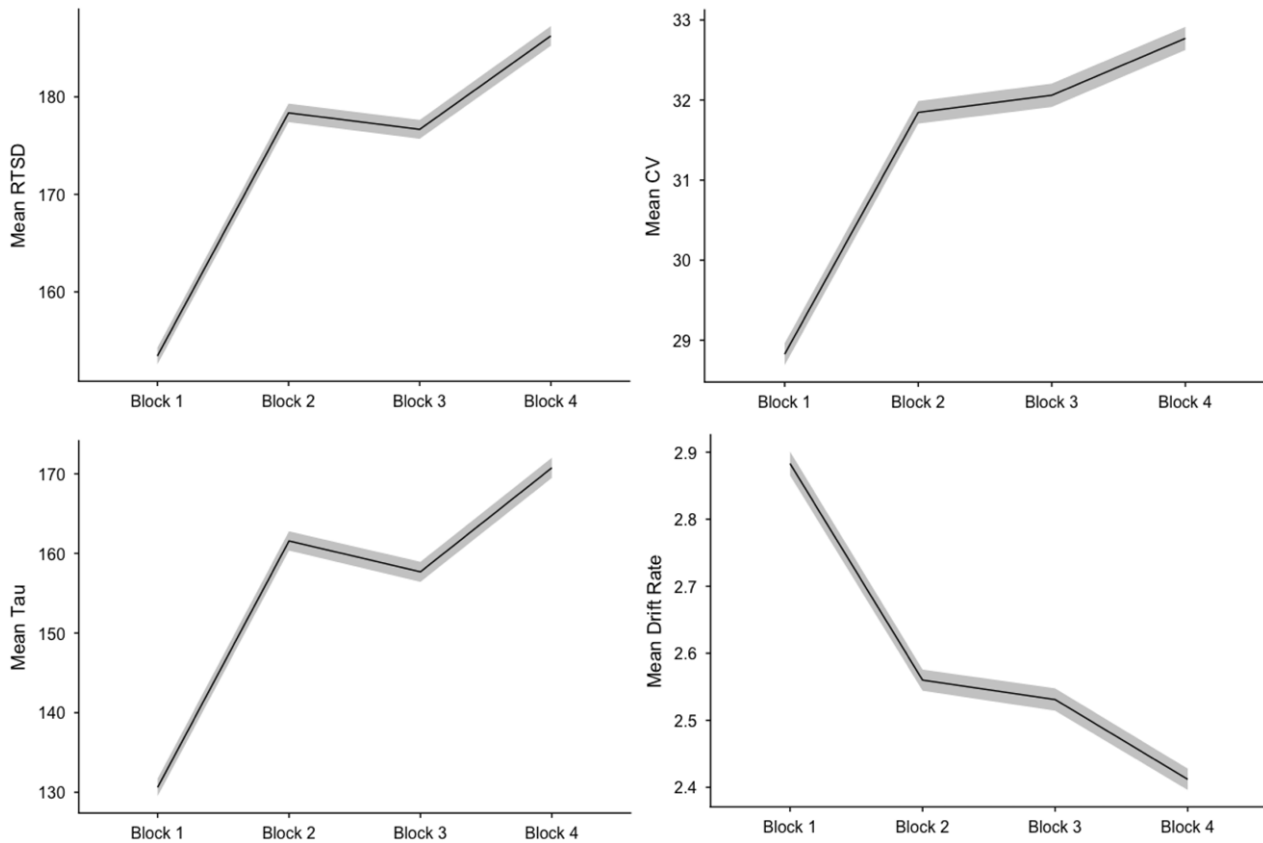 Mean RTSD
180
170
160
Block 1 Block 2 Block 3 Block 4
Mean CV
33
32
31
30
29
Block 1 Block 2 Block 3 Block 4
Mean Tau
170
160
150
140
130
Block 1 Block 2 Block 3 Block 4
Mean Drift Rate
2.9
2.8
2.7
2.6
2.5
2.4
Block 1 Block 2 Block 3 Block 4